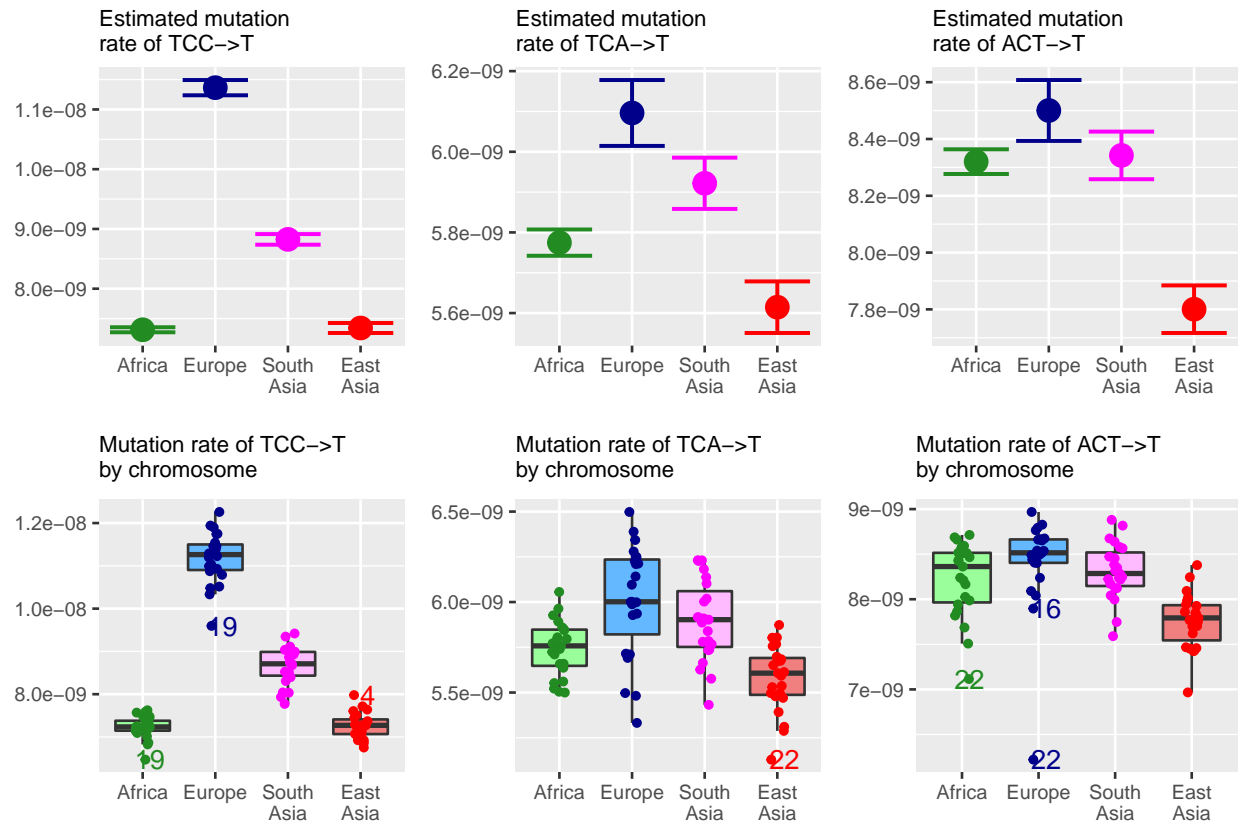 Estimated mutation
rate of TCC−>T
1.1e−08
1.0e−08
9.0e−09
8.0e−09
Africa Europe South East
Asia Asia
Estimated mutation
rate of TCA−>T
6.2e−09
6.0e−09
5.8e−09
5.6e−09
Africa Europe South East
Asia Asia
Estimated mutation
rate of ACT−>T
8.6e−09
8.4e−09
8.2e−09
8.0e−09
7.8e−09
Africa Europe South East
Asia Asia
Mutation rate of TCC−>T
by chromosome
1.2e−08
1.0e−08
8.0e−09
19
4
19
Africa Europe South East
Asia Asia
Mutation rate of TCA−>T
by chromosome
6.5e−09
6.0e−09
5.5e−09
22
Africa Europe South East
Asia Asia
Mutation rate of ACT−>T
by chromosome
9e−09
8e−09
7e−09
16
22
22
Africa Europe South East
Asia Asia